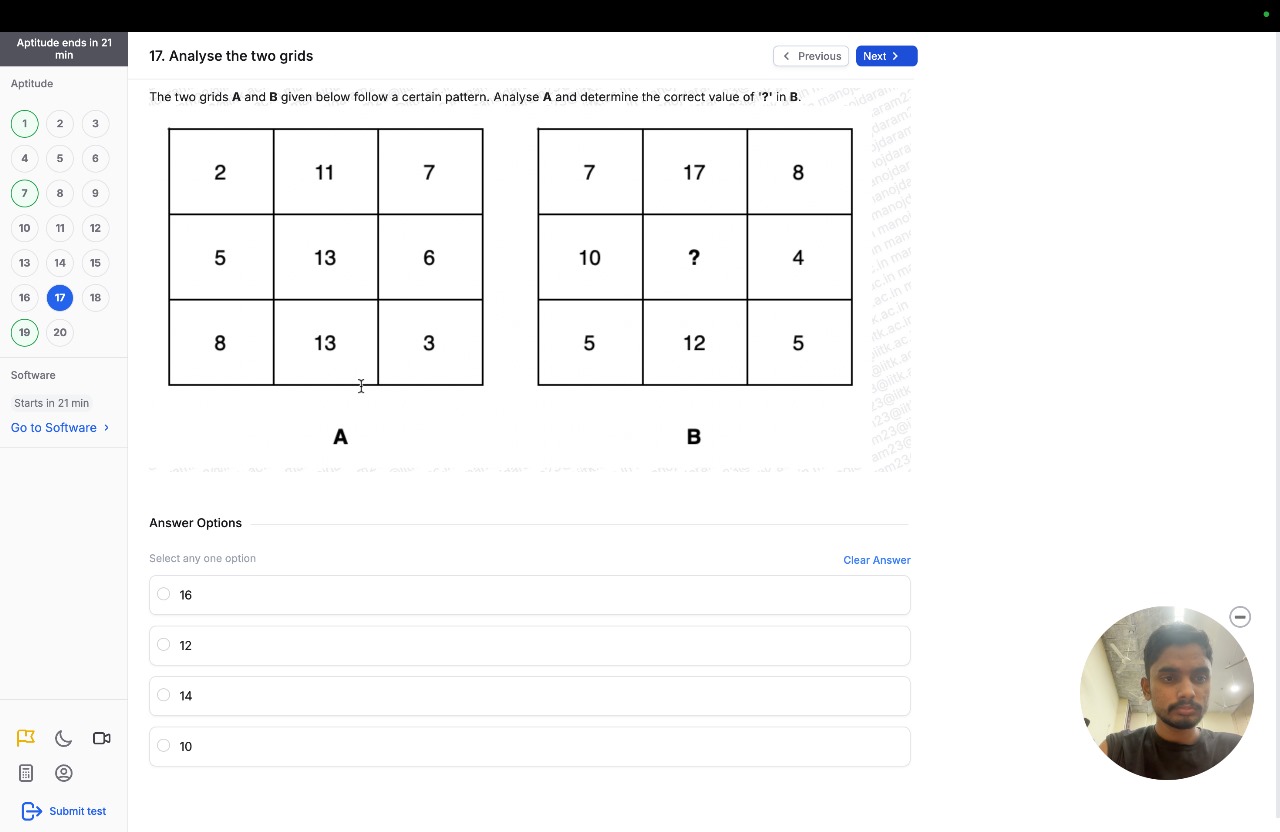 Aptitude ends in 21
min
Aptitude
1 2 3
4 5 6
7 8 9
10 11 12
13 14 15
16 17 18
19 20
Software
Starts in 21 min
Go to Software
Submit test
17. Analyse the two grids
Previous
Next
The two grids A and B given below follow a certain pattern. Analyse A and determine the correct value of '?' in B.
2 11 7
5 13 6
8 13 3
A
7 17 8
10 ? 4
5 12 5
B
Answer Options
Select any one option
Clear Answer
16
12
14
10